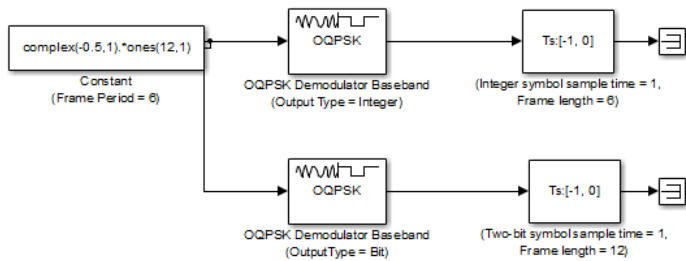 complex(-0.5,1).*ones(12,1)
Constant
(Frame Period = 6)
OQPSK
OQPSK Demodulator Baseband
(Output Type = Integer)
Ts:[-1, 0]
(Integer symbol sample time = 1,
Frame length = 6)
OQPSK
OQPSK Demodulator Baseband
(OutputType = Bit)
Ts:[-1, 0]
(Two-bit symbol sample time = 1,
Frame length = 12)